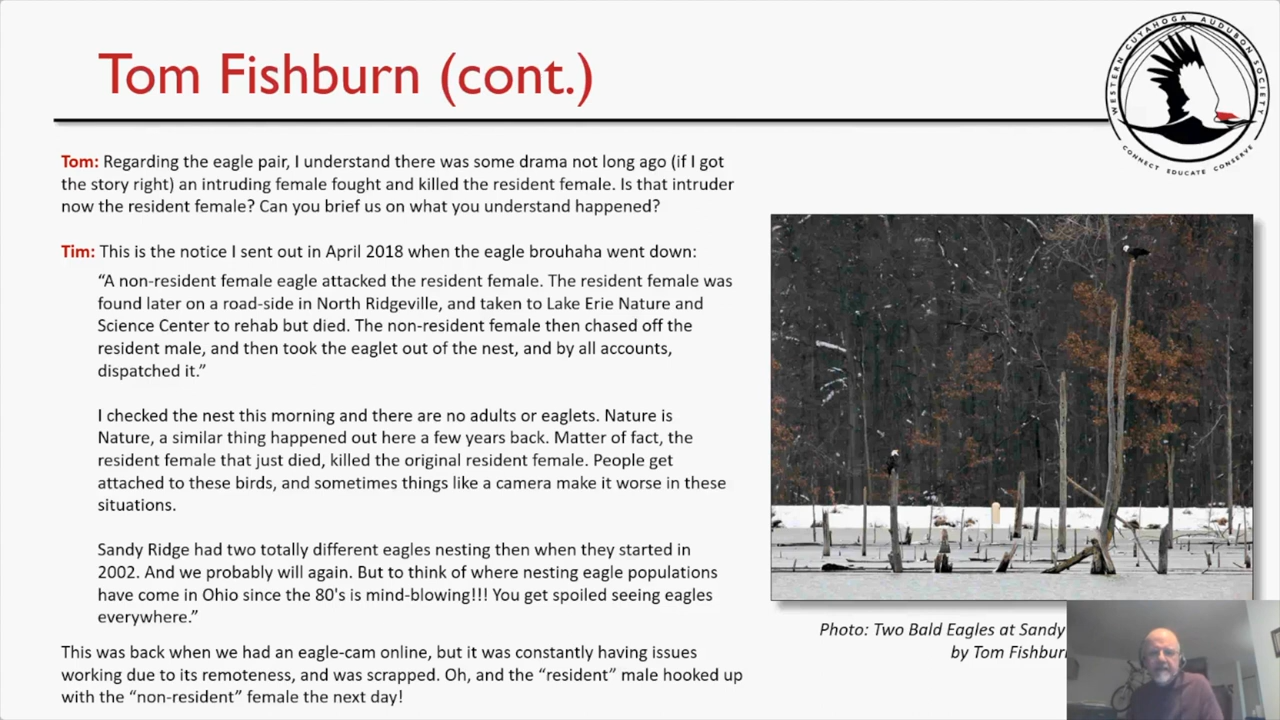 Tom Fishburn (cont.)
WESTERN CUYAHOGA AUDUBON SOCIETY
CONNECT EDUCATE CONSERVE
Tom: Regarding the eagle pair, I understand there was some drama not long ago (if I got
the story right) an intruding female fought and killed the resident female. Is that intruder
now the resident female? Can you brief us on what you understand happened?
Tim: This is the notice I sent out in April 2018 when the eagle brouhaha went down:
“A non-resident female eagle attacked the resident female. The resident female was
found later on a road-side in North Ridgeville, and taken to Lake Erie Nature and
Science Center to rehab but died. The non-resident female then chased off the
resident male, and then took the eaglet out of the nest, and by all accounts,
dispatched it.”
I checked the nest this morning and there are no adults or eaglets. Nature is
Nature, a similar thing happened out here a few years back. Matter of fact, the
resident female that just died, killed the original resident female. People get
attached to these birds, and sometimes things like a camera make it worse in these
situations.
Sandy Ridge had two totally different eagles nesting then when they started in
2002. And we probably will again. But to think of where nesting eagle populations
have come in Ohio since the 80's is mind-blowing!!! You get spoiled seeing eagles
everywhere.”
This was back when we had an eagle-cam online, but it was constantly having issues
working due to its remoteness, and was scrapped. Oh, and the “resident” male hooked up
with the “non-resident” female the next day!
Photo: Two Bald Eagles at Sandy
by Tom Fishburn